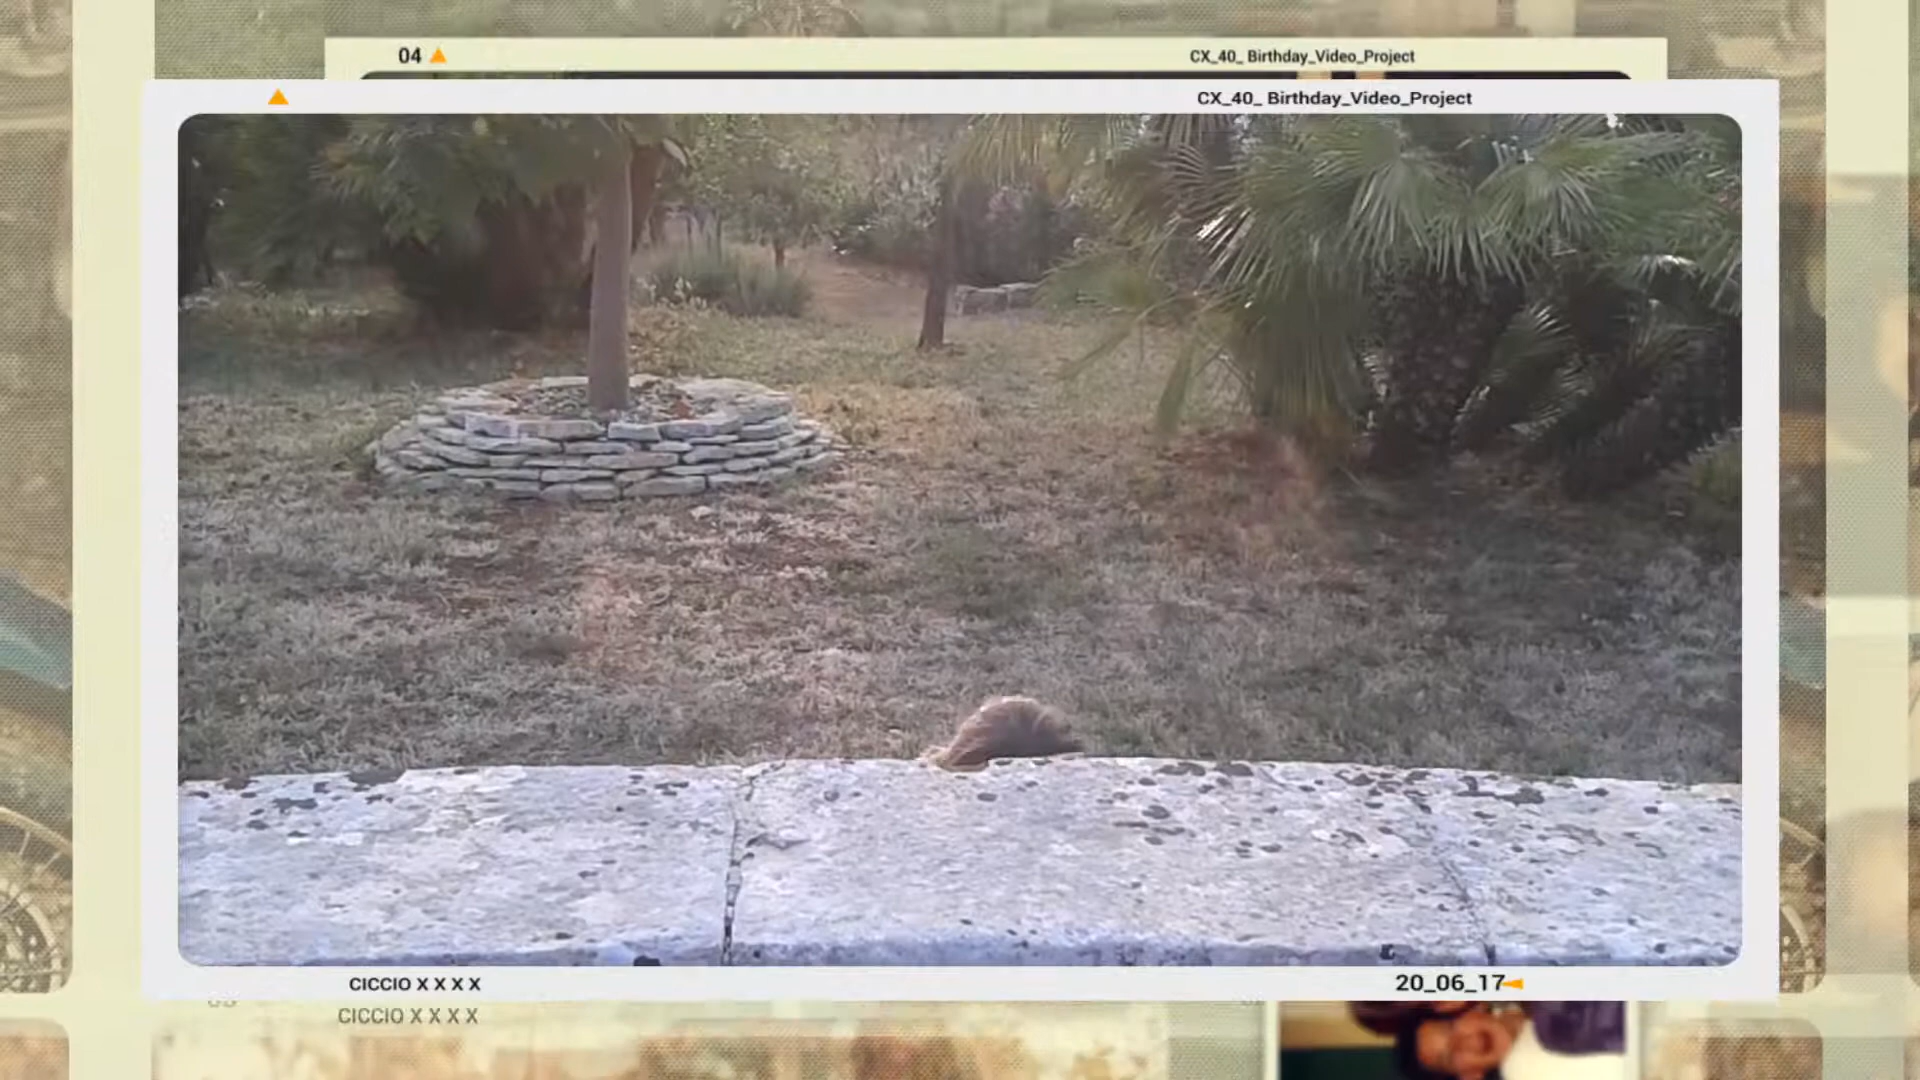 04
CX_40_ Birthday_Video_Project
CX_40_ Birthday_Video_Project
CICCIO X X X X
20_06_17
CICCIO X X X X